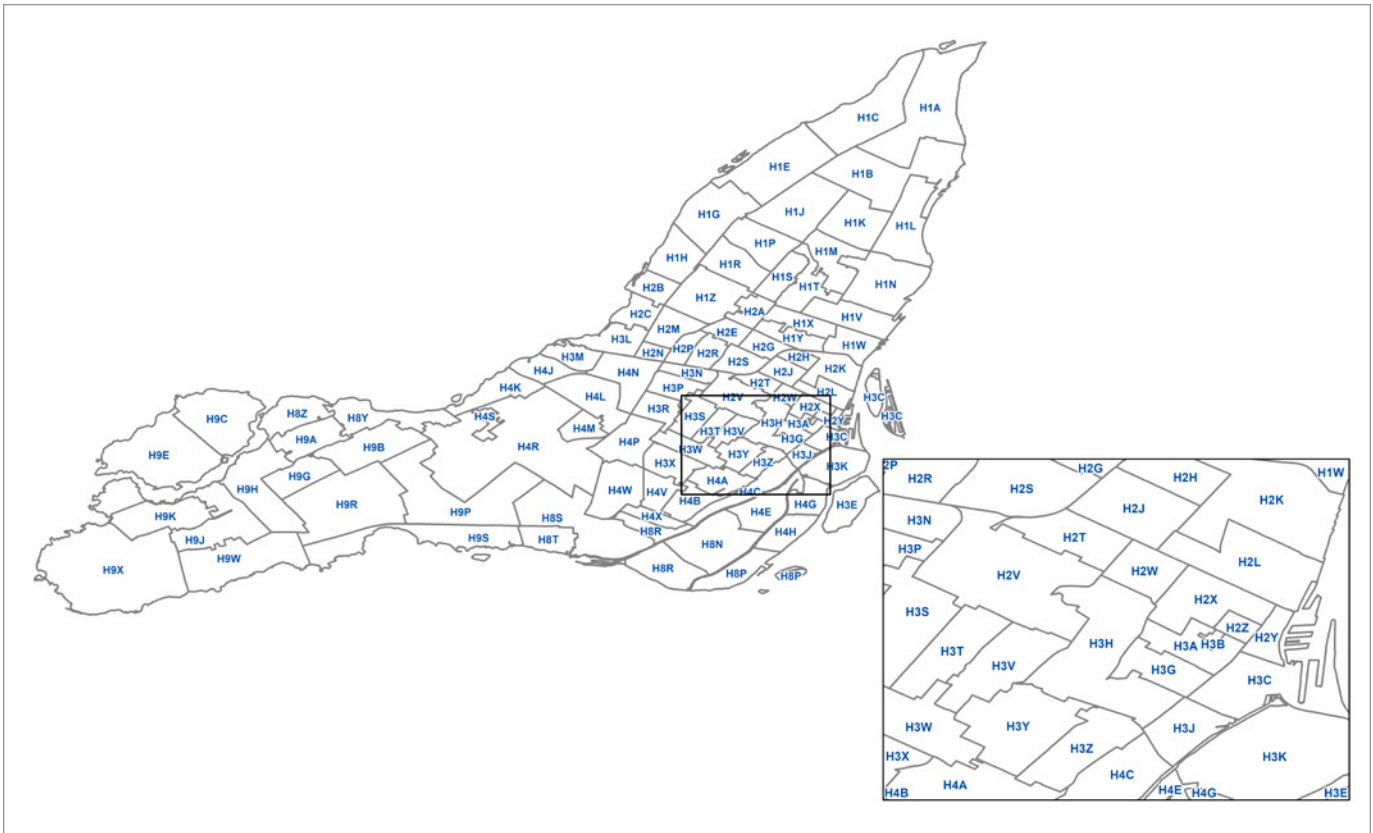 H1A
H1C
H1E
H1B
H1G
H1J
H1K
H1L
H1P
H1M
H1H
H1R
H1S
H1T
H1N
H2B
H1Z
H2C
H2A
H1X
H1V
H2M
H2E
H1Y
H3L
H2G
H1W
H2N
H2P
H2R
H2H
H3M
H2S
H2J
H2K
H4J
H4N
H3N
H2T
H4K
H3P
H2L
H4L
H2V
H2W
H3C
H9C
H8Z
H8Y
H4S
H3R
H3S
H2X
H3C
H4M
H3T
H3V
H3H
H3A
H2Y
H9A
H9B
H4R
H4P
H3G
H3C
H9E
H3W
H3Y
H3J
H9G
H3X
H3Z
H3K
H9H
H4A
H9K
H9R
H9P
H4W
H4V
H4B
H4C
H4G
H3E
H8S
H4X
H4E
H9J
H9S
H8T
H8R
H4H
H9W
H8N
H9X
H8R
H8P
H8P
2P
H2R
H2G
H2H
H1W
H2S
H2K
H3N
H2J
H3P
H2T
H2V
H2W
H2L
H3S
H2X
H2Z
H2Y
H3T
H3V
H3H
H3A
H3B
H3G
H3C
H3W
H3Y
H3J
H3X
H3Z
H3K
H4A
H4C
H4B
H4E
H4G
H3E